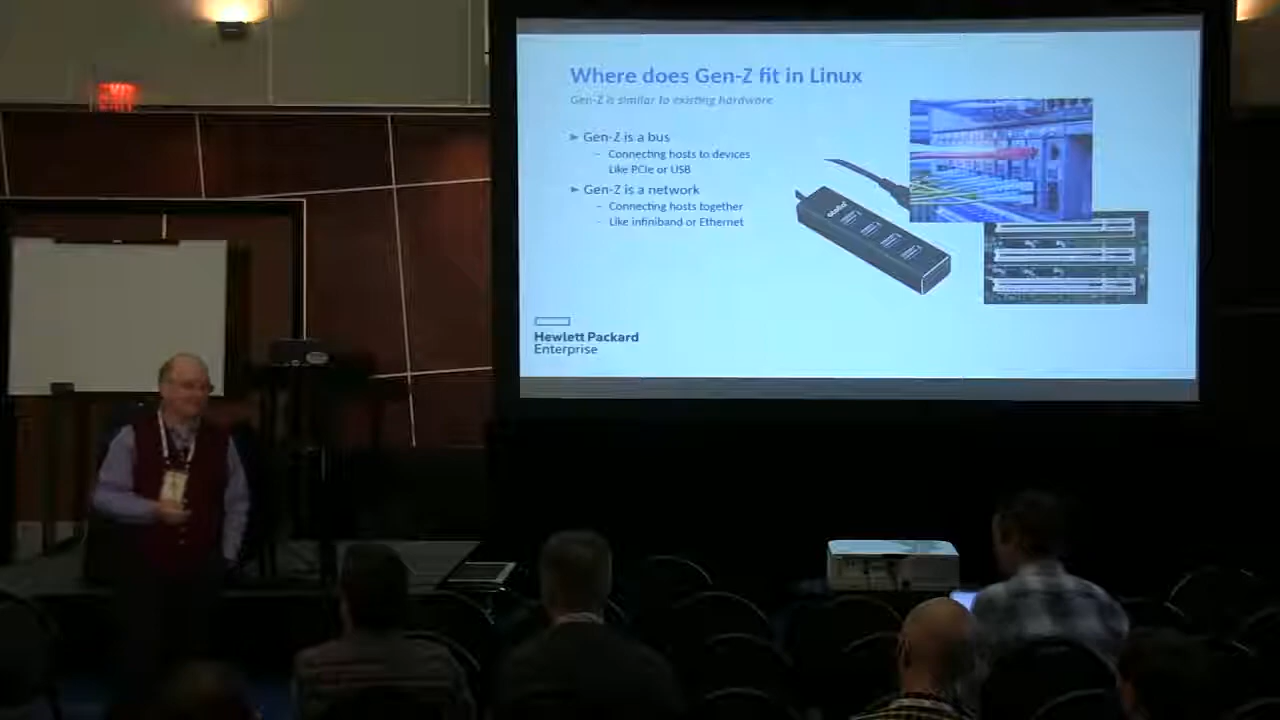 Where does Gen-Z fit in Linux
Gen-Z is similar to existing hardware
► Gen-Z is a bus
– Connecting hosts to devices
Like PCIe or USB
► Gen-Z is a network
– Connecting hosts together
– Like infiniband or Ethernet
Hewlett Packard
Enterprise